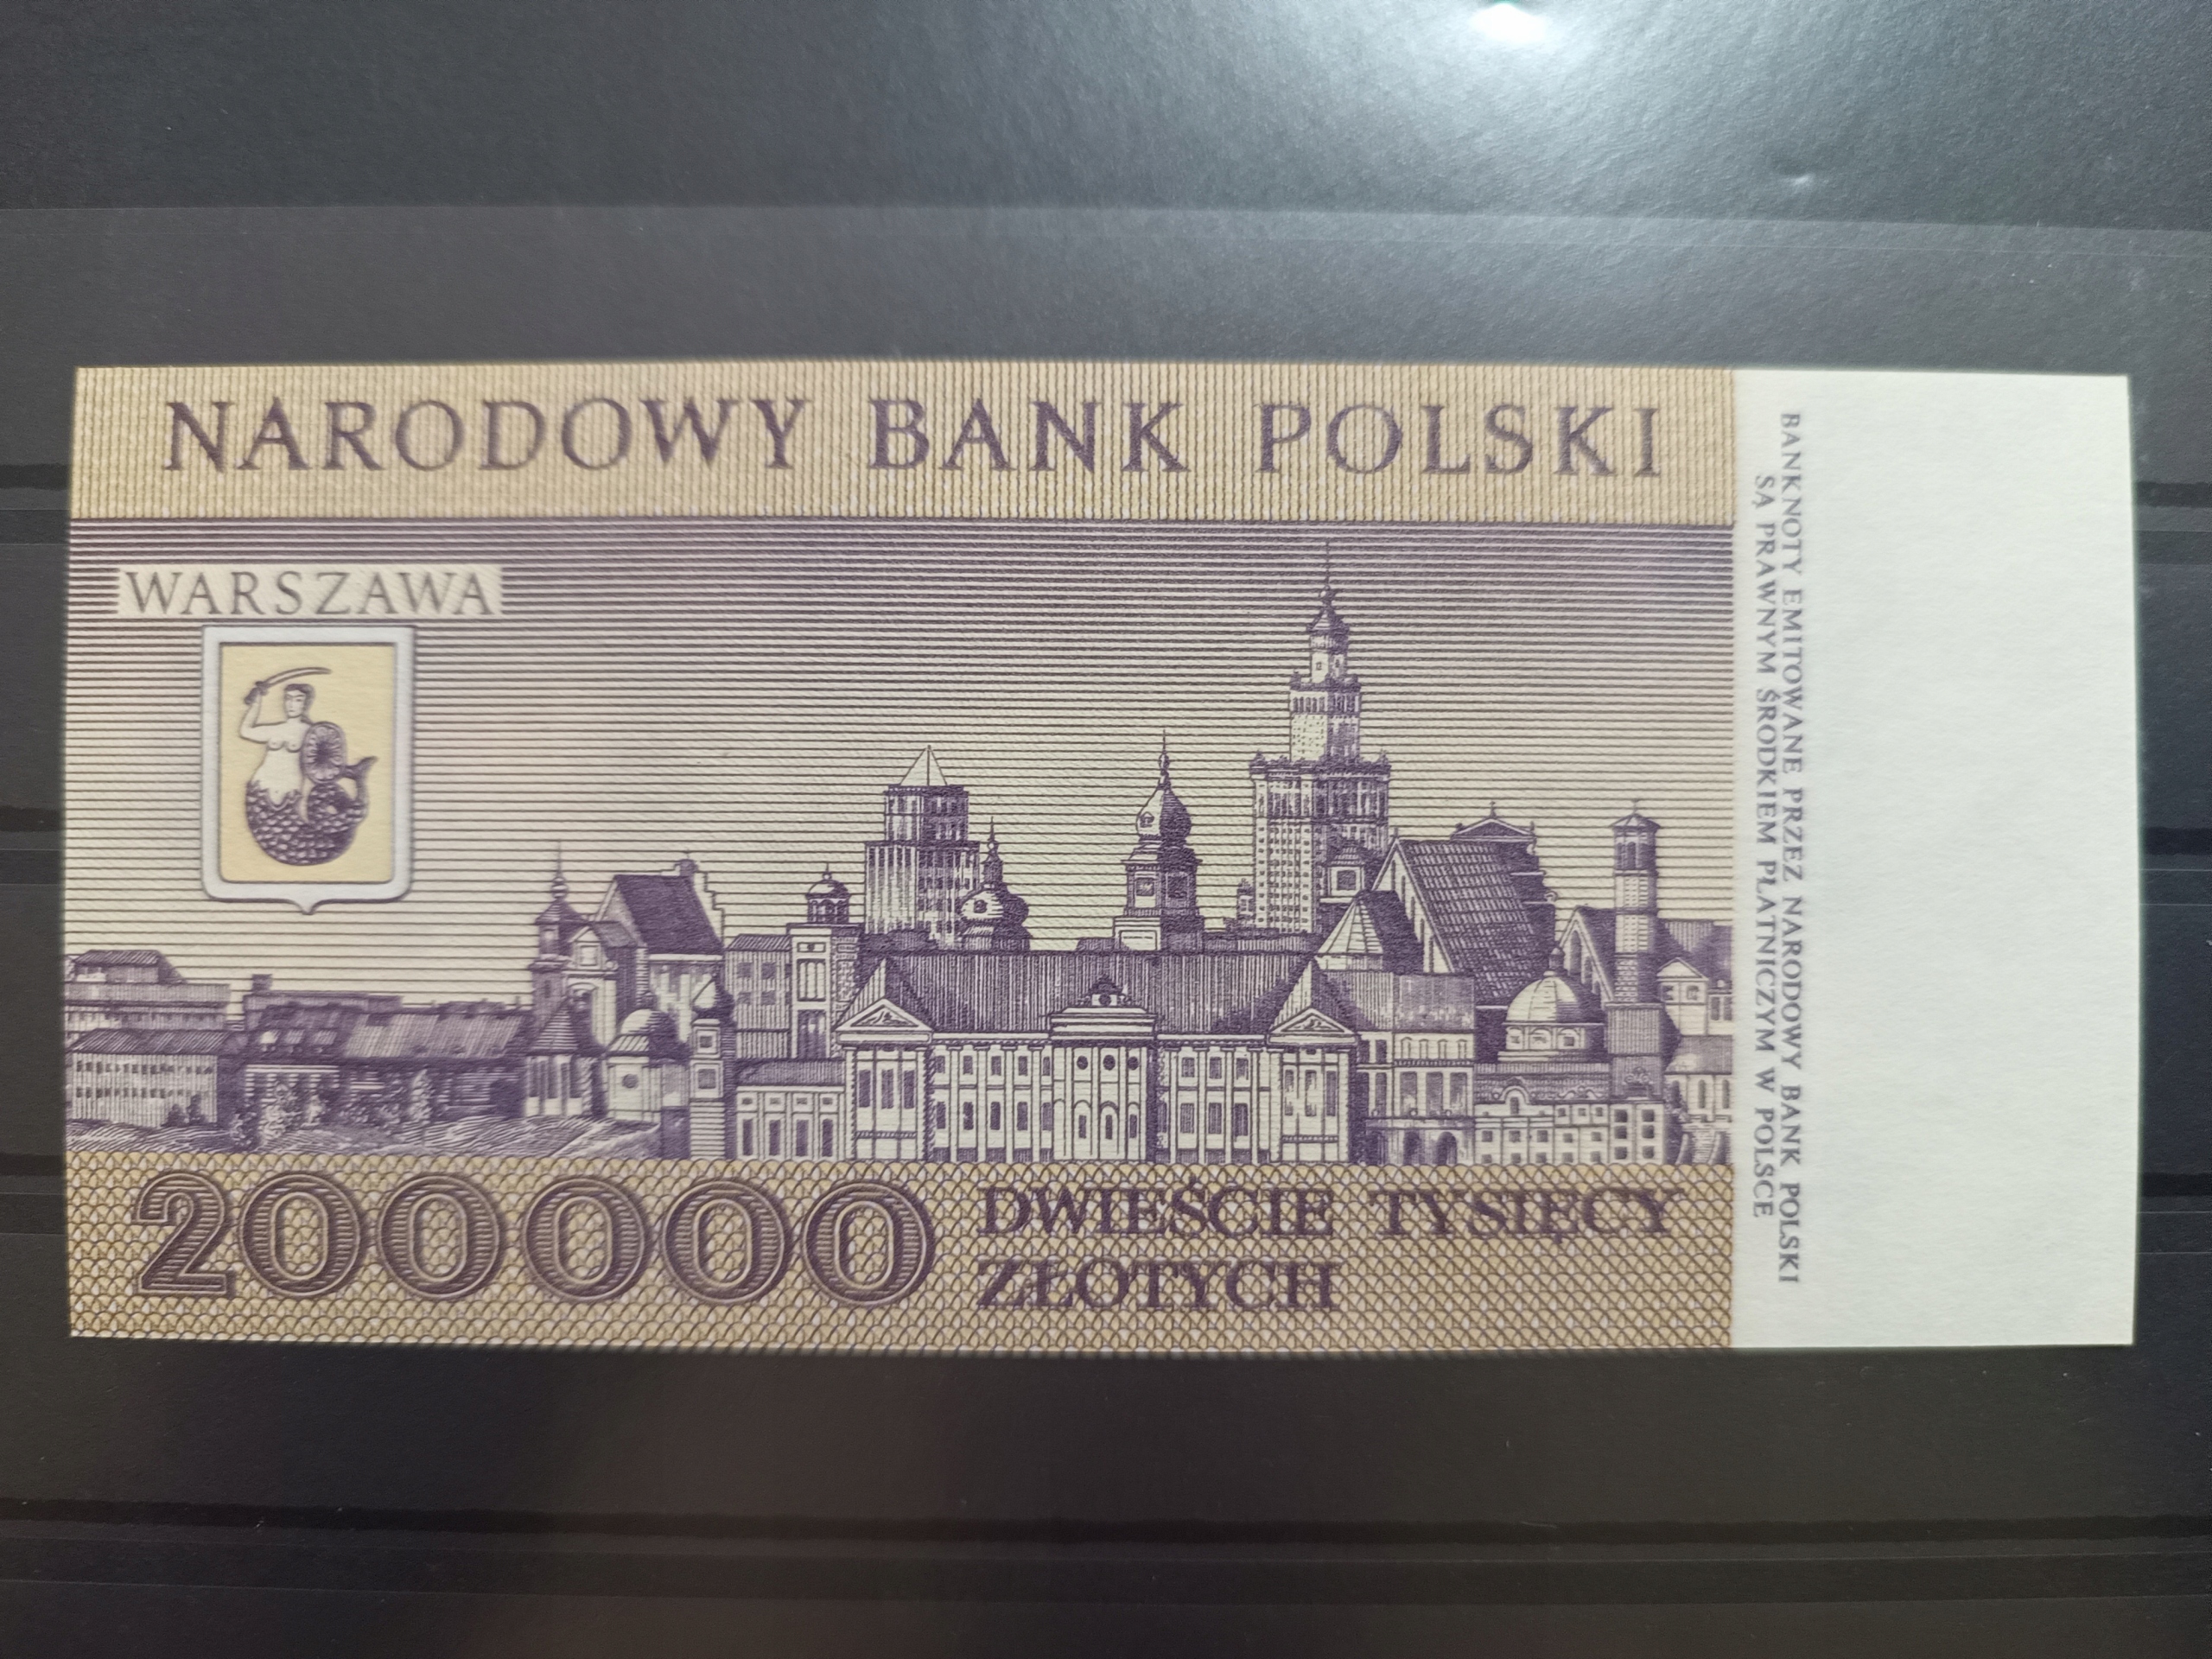 NARODOWY BANK POLSKI
WARSZAWA
200000
DWIEŚCIE TYSIĘCY
ZŁOTYCH
BANKNOTY EMITOWANE PRZEZ NARODOWY BANK POLSKI
SĄ PRAWNYM ŚRODKIEM PŁATNICZYM W POLSCE